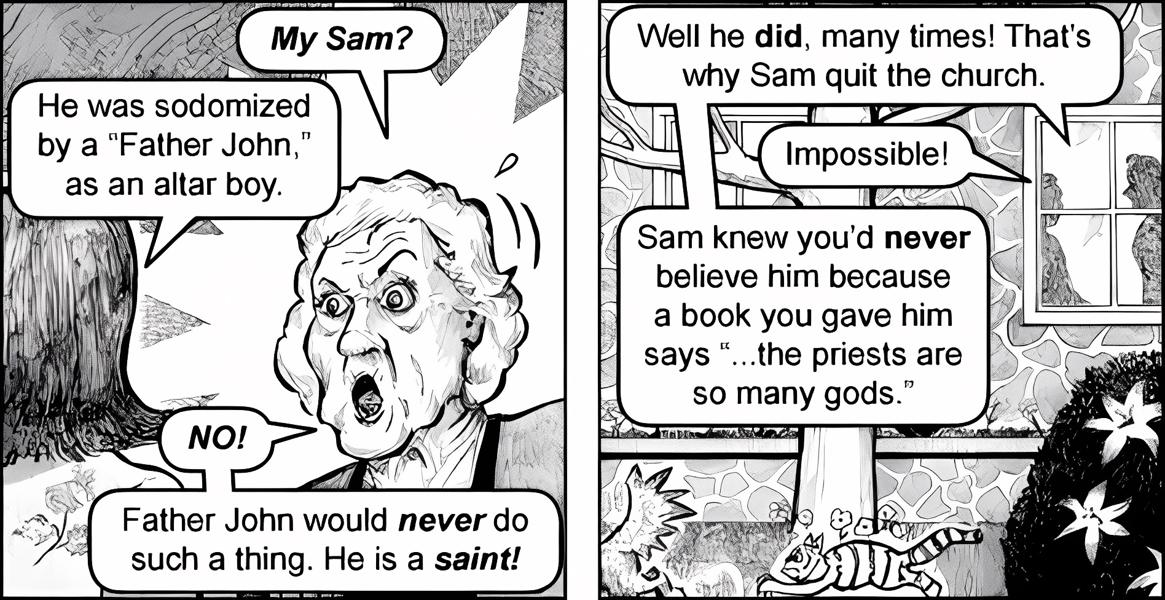 My Sam?
He was sodomized
by a "Father John,"
as an altar boy.
NO!
Father John would never do
such a thing. He is a saint!
Well he did, many times! That's
why Sam quit the church.
Impossible!
Sam knew you'd never
believe him because
a book you gave him
says "...the priests are
so many gods."